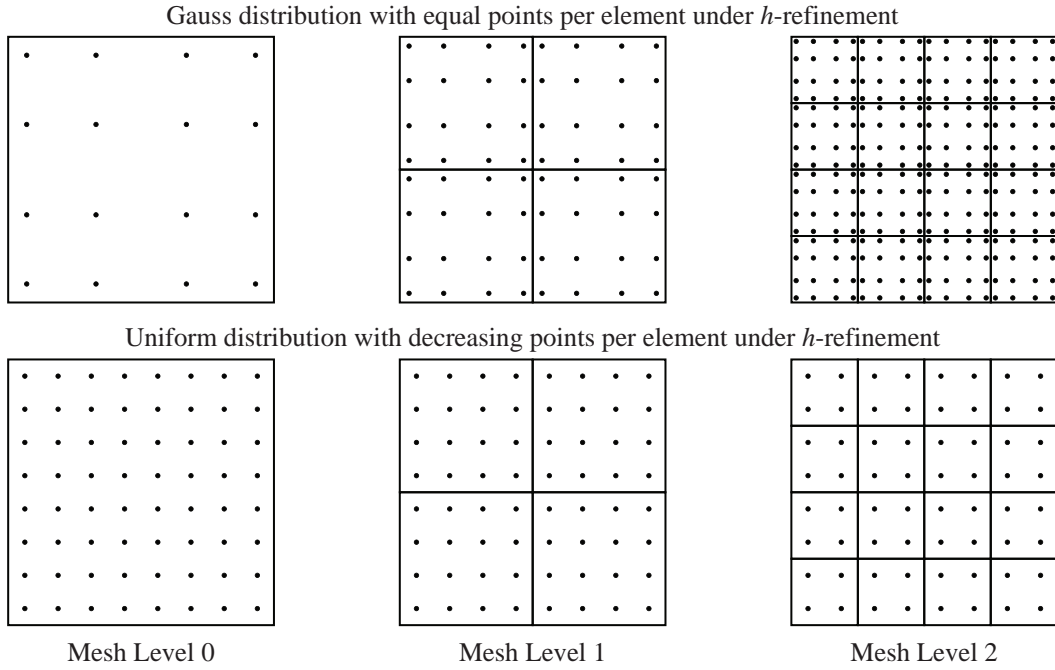 Gauss distribution with equal points per element under h-refinement
Uniform distribution with decreasing points per element under h-refinement
Mesh Level 0
Mesh Level 1
Mesh Level 2